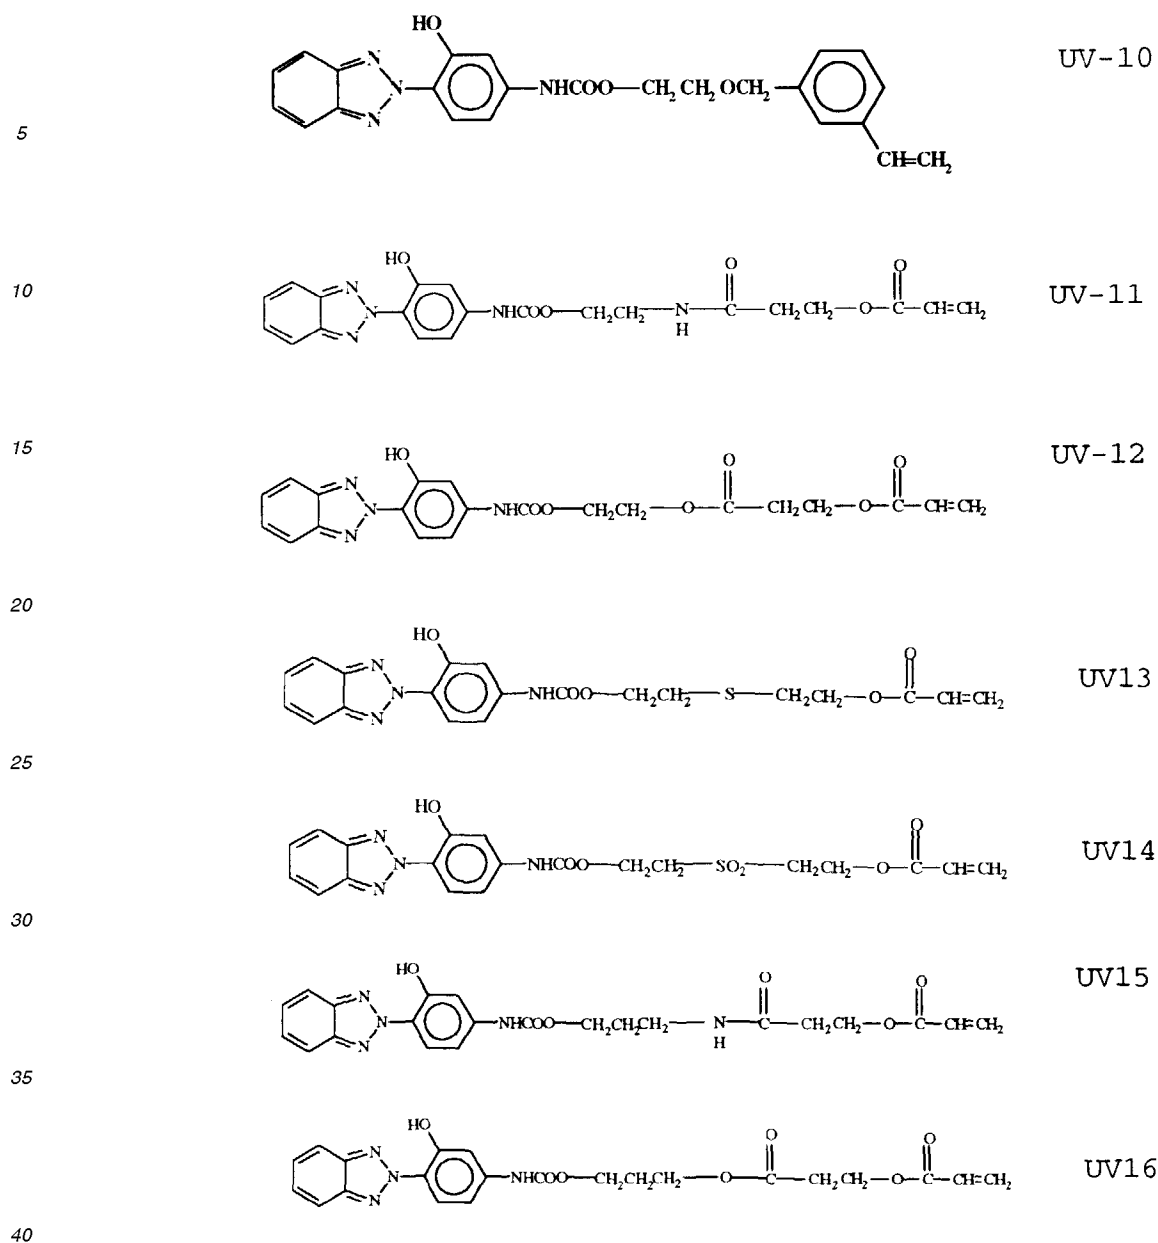 HO
N
N
N
NHCOO
CH₂ CH₂ OCH₂
CH=CH₂
UV-10
5
HO
N
N
N
NHCOO
CH₂CH₂
N
H
O
C
CH₂CH₂
O
O
C
CH=CH₂
UV-11
10
HO
N
N
N
NHCOO
CH₂CH₂
O
O
C
CH₂CH₂
O
O
C
CH=CH₂
UV-12
15
20
HO
N
N
N
NHCOO
CH₂CH₂
S
CH₂CH₂
O
O
C
CH=CH₂
UV13
25
HO
N
N
N
NHCOO
CH₂CH₂
SO₂
CH₂CH₂
O
O
C
CH=CH₂
UV14
30
HO
N
N
N
NHCOO
CH₂CH₂CH₂
N
H
O
C
CH₂CH₂
O
O
C
CH=CH₂
UV15
35
HO
N
N
N
NHCOO
CH₂CH₂CH₂
O
O
C
CH₂CH₂
O
O
C
CH=CH₂
UV16
40